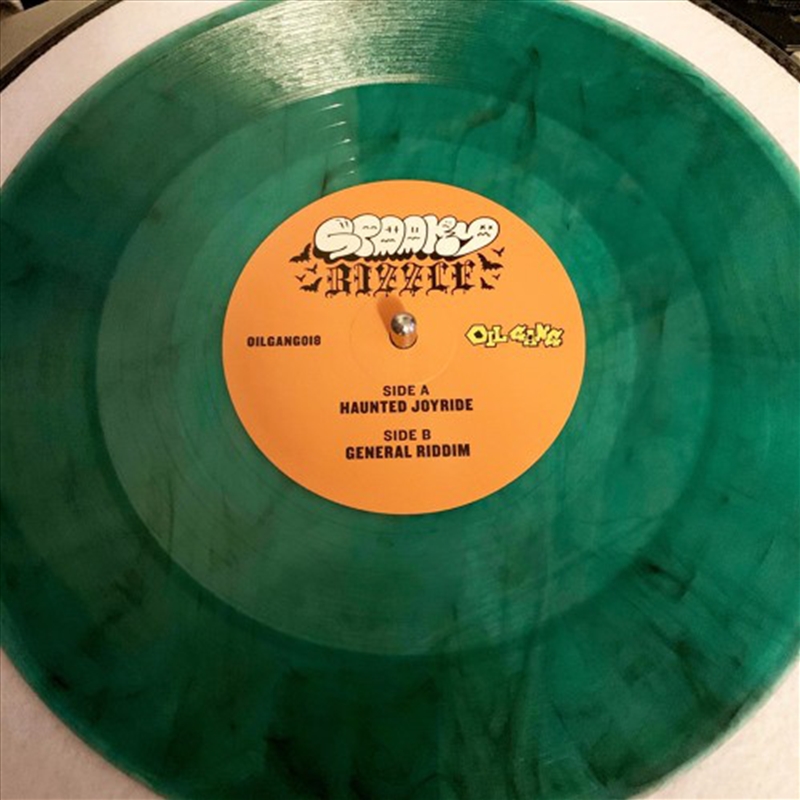 SPOOKY
BIZZLE
OILGANG018
OIL GANG
SIDE A
HAUNTED JOYRIDE
SIDE B
GENERAL RIDDIM